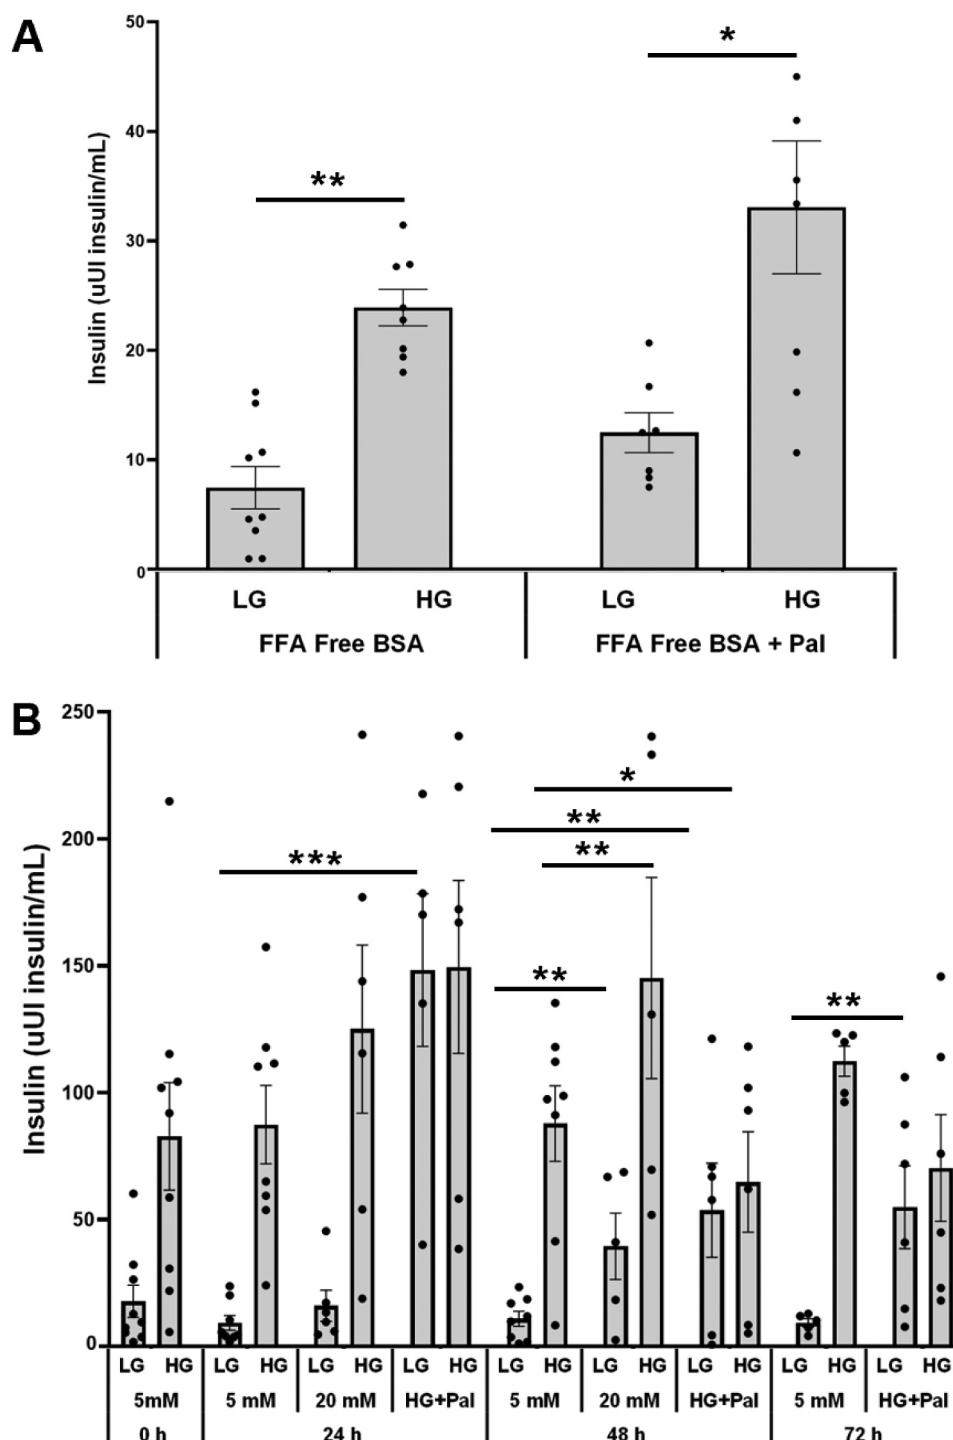 A
50
40
30
20
10
0
Insulin (uUI insulin/mL)
**
*
LG HG LG HG
FFA Free BSA FFA Free BSA + Pal
B
250
200
150
100
50
0
Insulin (uUI insulin/mL)
*
**
**
***
**
**
LG HG LG HG LG HG LG HG LG HG LG HG LG HG LG HG LG HG
5mM 5 mM 20 mM HG+Pal 5 mM 20 mM HG+Pal 5 mM HG+Pal
0 h 24 h 48 h 72 h